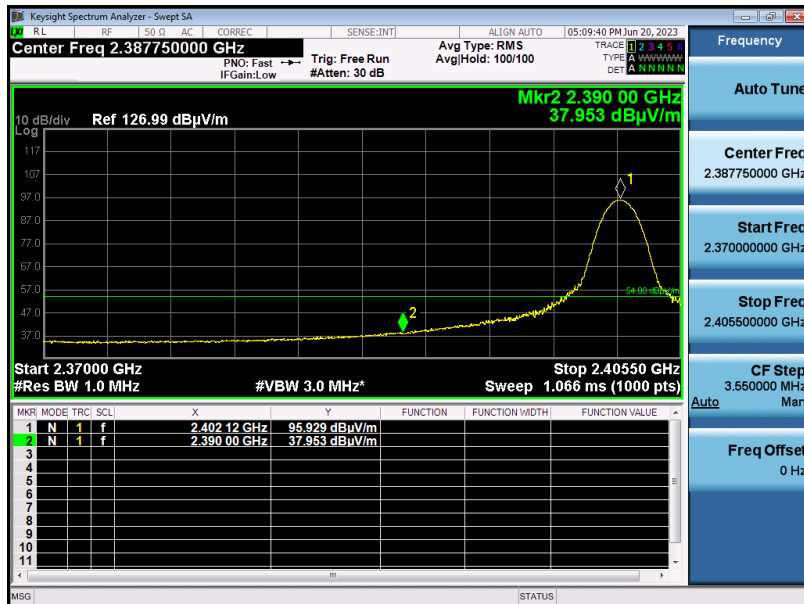 Keysight Spectrum Analyzer - Swept SA
LXI RL RF 50 Ω AC CORREC SENSE:INT ALIGN AUTO 05:09:40 PM Jun 20, 2023
Center Freq 2.387750000 GHz
PNO: Fast
IFGain:Low
Trig: Free Run
#Atten: 30 dB
Avg Type: RMS
Avg|Hold: 100/100
TRACE 1 2 3 4 5 6
TYPE A WWWWW
DET A N N N N N
Mkr2 2.390 00 GHz
37.953 dBµV/m
10 dB/div
Log
Ref 126.99 dBµV/m
117
107
97.0
87.0
77.0
67.0
57.0
47.0
37.0
1
2
54.00 dBµV/m
Start 2.37000 GHz Stop 2.40550 GHz
#Res BW 1.0 MHz #VBW 3.0 MHz* Sweep 1.066 ms (1000 pts)
MKR MODE TRC SCL X Y FUNCTION FUNCTION WIDTH FUNCTION VALUE
1 N 1 f 2.402 12 GHz 95.929 dBµV/m
2 N 1 f 2.390 00 GHz 37.953 dBµV/m
3
4
5
6
7
8
9
10
11
MSG STATUS
Frequency
Auto Tune
Center Freq
2.387750000 GHz
Start Freq
2.370000000 GHz
Stop Freq
2.405500000 GHz
CF Step
3.550000 MHz
Auto Man
Freq Offset
0 Hz